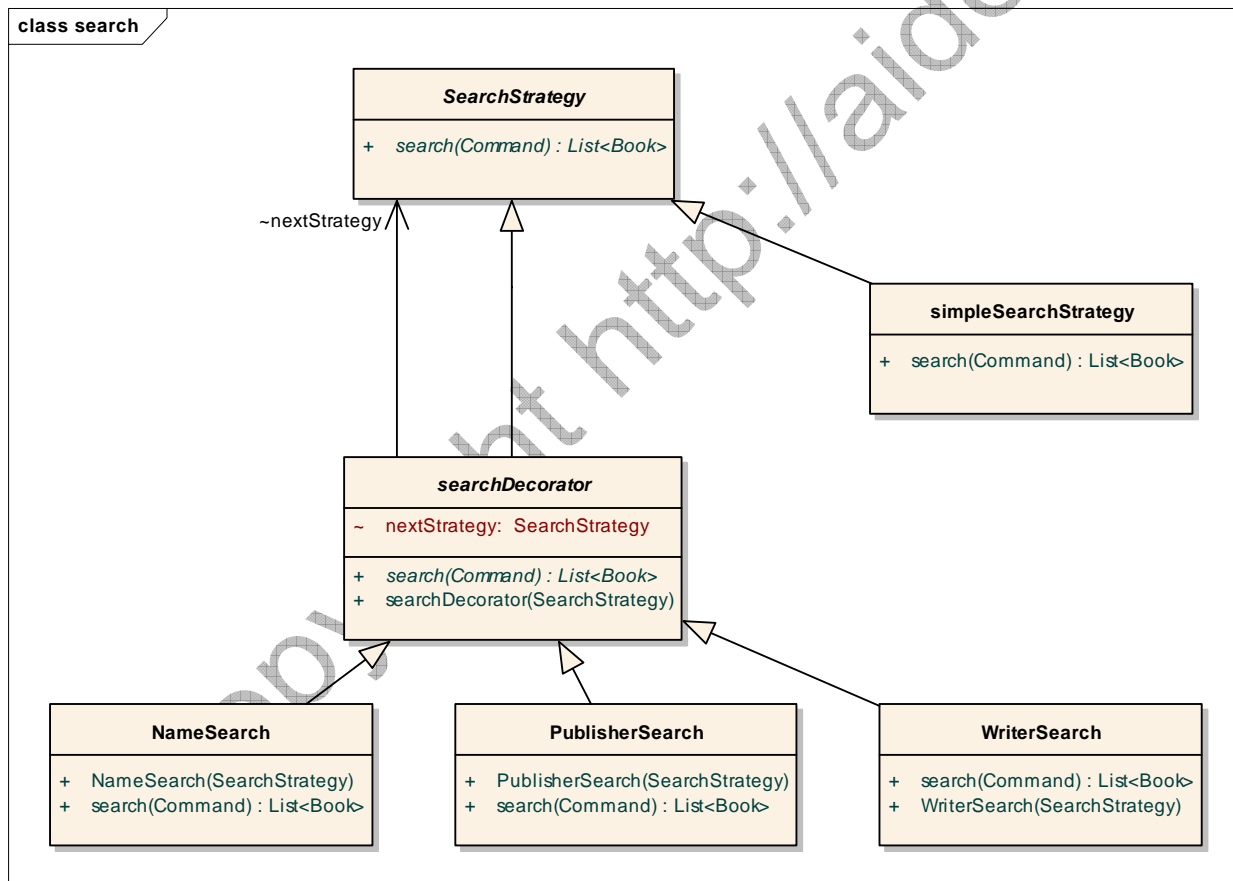 class search
SearchStrategy
+ search(Command) : List<Book>
~nextStrategy
simpleSearchStrategy
+ search(Command) : List<Book>
searchDecorator
~ nextStrategy: SearchStrategy
+ search(Command) : List<Book>
+ searchDecorator(SearchStrategy)
NameSearch
+ NameSearch(SearchStrategy)
+ search(Command) : List<Book>
PublisherSearch
+ PublisherSearch(SearchStrategy)
+ search(Command) : List<Book>
WriterSearch
+ search(Command) : List<Book>
+ WriterSearch(SearchStrategy)
http://